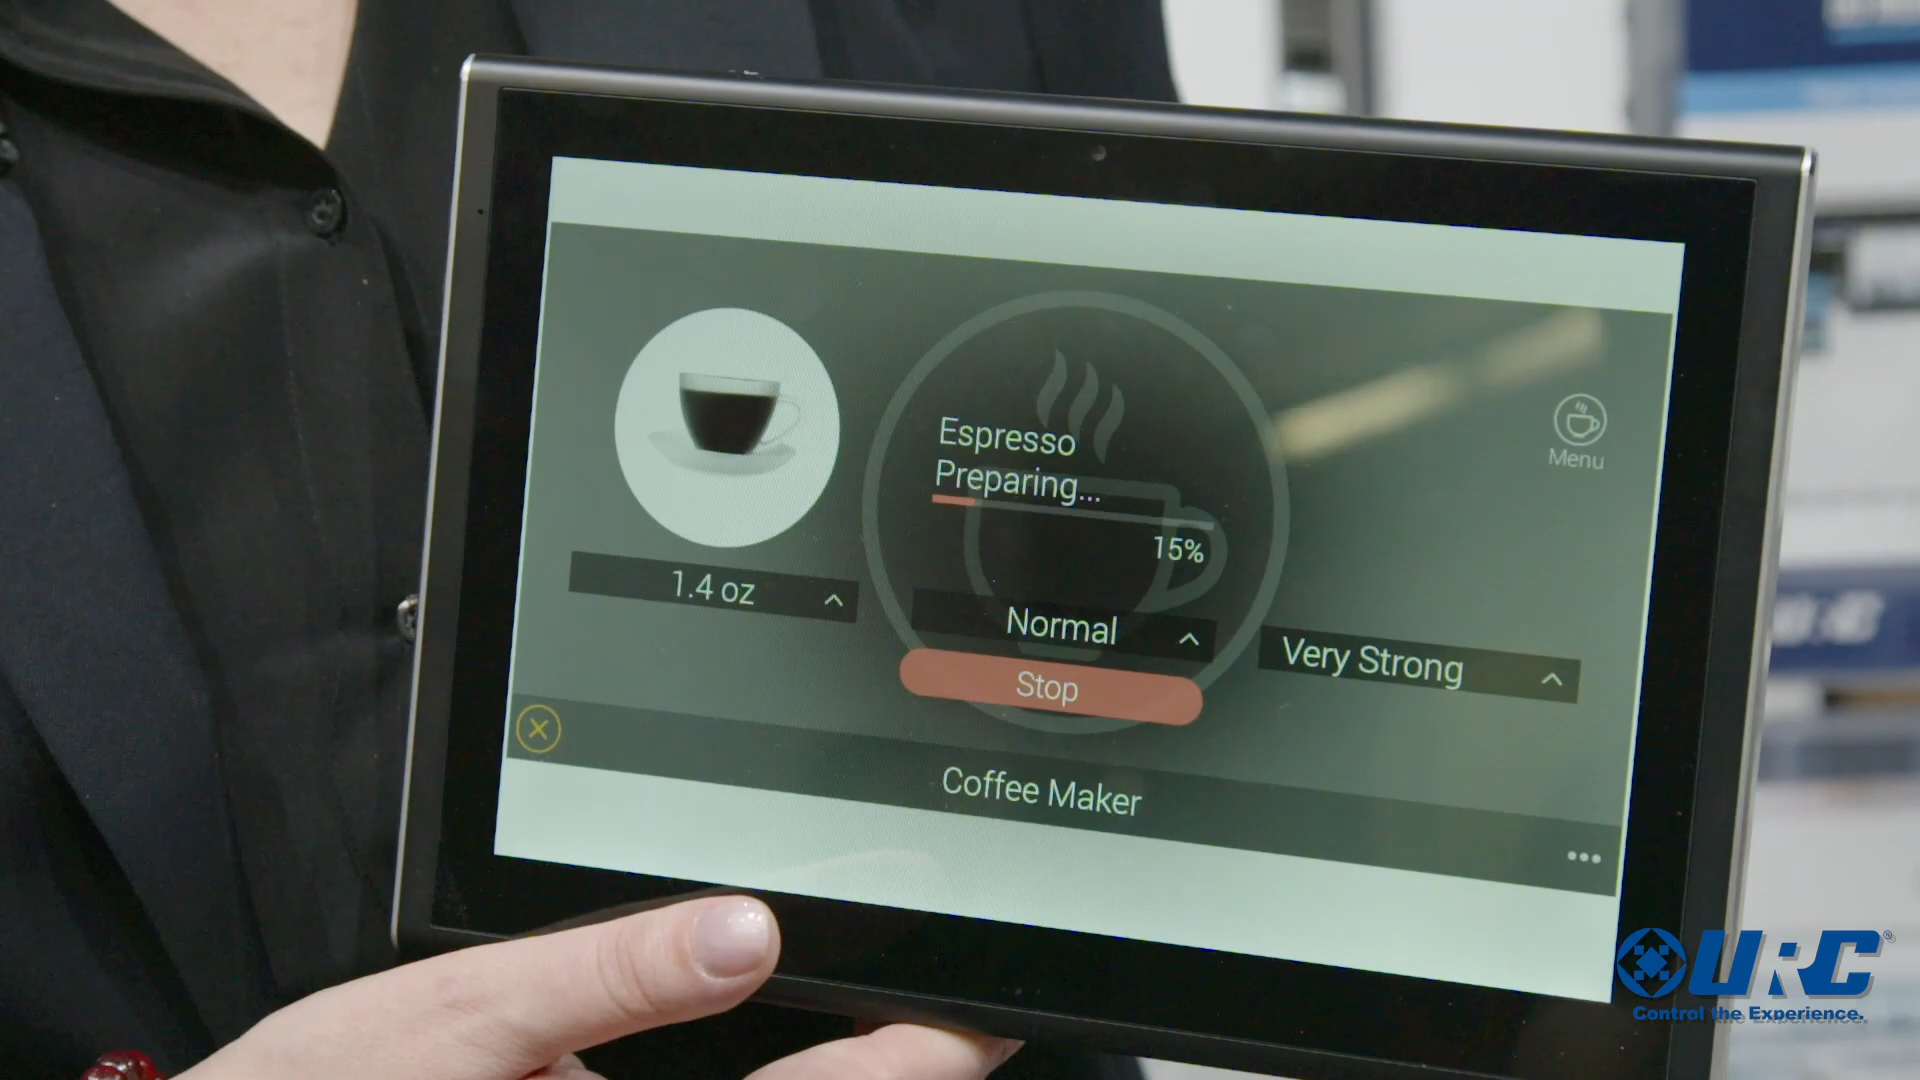 Espresso
Preparing...
15%
Menu
1.4 oz
Normal
Very Strong
Stop
Coffee Maker
URC®
Control the Experience.